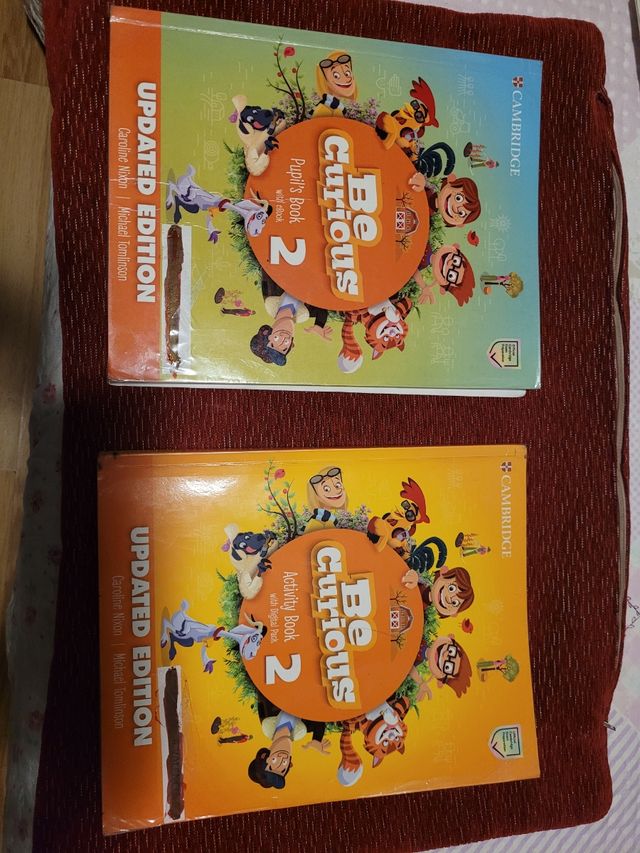 CAMBRIDGE
Be
Curious
Pupil's Book
with eBook
2
UPDATED EDITION
Caroline Nixon | Michael Tomlinson
CAMBRIDGE
Be
Curious
Activity Book
with Digital Pack
2
UPDATED EDITION
Caroline Nixon | Michael Tomlinson